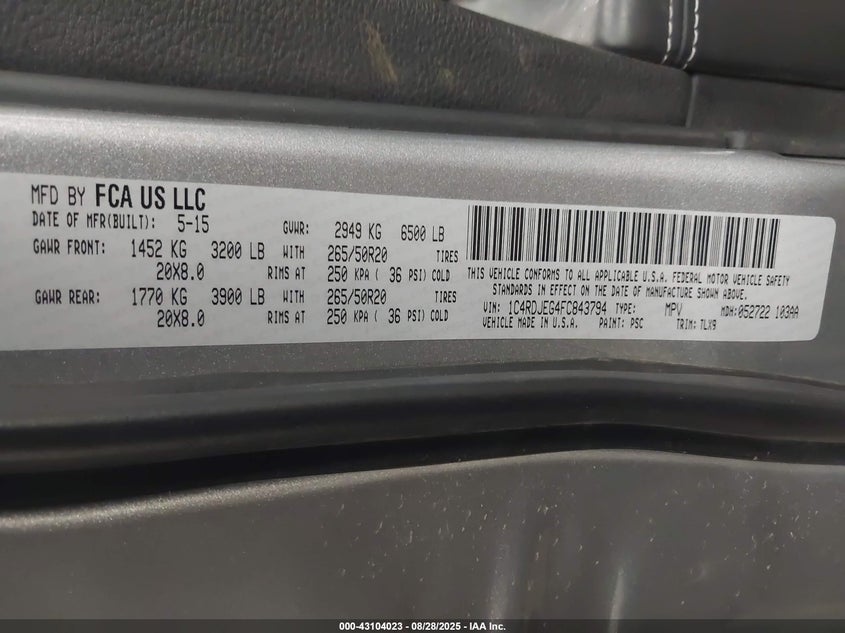 MFD BY FCA US LLC
DATE OF MFR(BUILT): 5-15 GVWR: 2949 KG 6500 LB
GAWR FRONT: 1452 KG 3200 LB WITH 265/50R20 TIRES
20X8.0 RIMS AT 250 KPA ( 36 PSI) COLD
GAWR REAR: 1770 KG 3900 LB WITH 265/50R20 TIRES
20X8.0 RIMS AT 250 KPA ( 36 PSI) COLD
THIS VEHICLE CONFORMS TO ALL APPLICABLE U.S.A. FEDERAL MOTOR VEHICLE SAFETY
STANDARDS IN EFFECT ON THE DATE OF MANUFACTURE SHOWN ABOVE.
VIN: 1C4RDJEG4FC843794 TYPE: MPV MDH:052722 103AA
VEHICLE MADE IN U.S.A. PAINT: PSC TRIM: TLX9
000-43104023 - 08/28/2025 - IAA Inc.